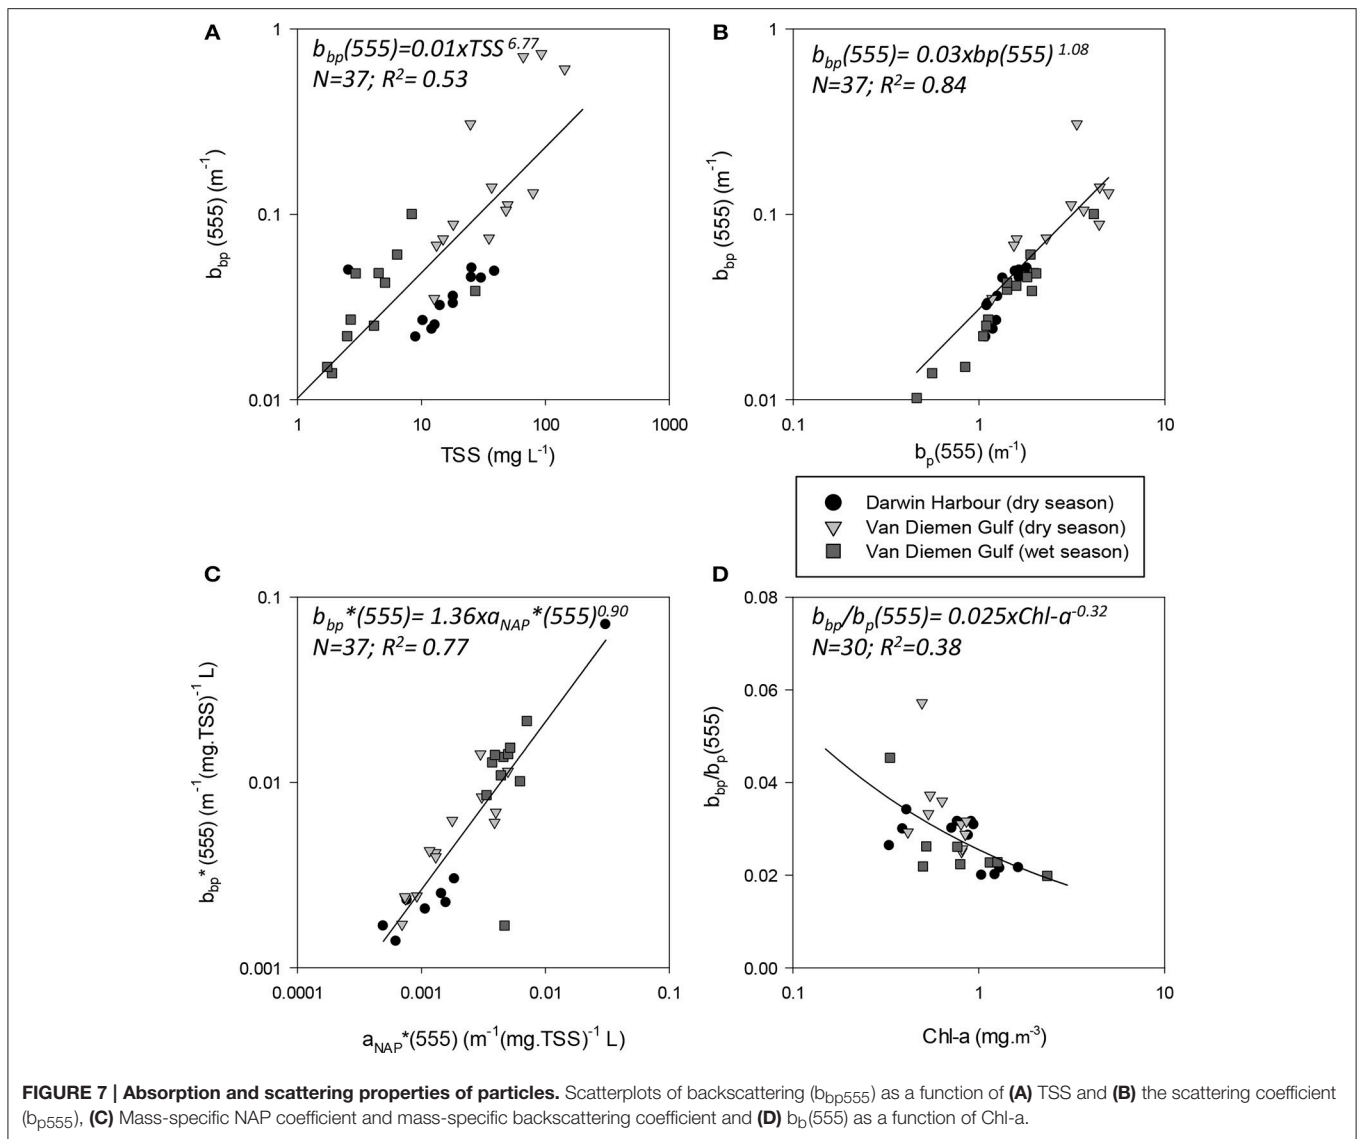 A
b_bp(555)=0.01xTSS^6.77
N=37; R²= 0.53
1
0.1
0.01
b_bp (555) (m⁻¹)
1
10
100
1000
TSS (mg L⁻¹)
B
b_bp(555)= 0.03xbp(555)^1.08
N=37; R²= 0.84
1
0.1
0.01
b_bp (555) (m⁻¹)
0.1
1
10
b_p(555) (m⁻¹)
Darwin Harbour (dry season)
Van Diemen Gulf (dry season)
Van Diemen Gulf (wet season)
C
b_bp*(555)= 1.36xa_NAP*(555)^0.90
N=37; R²= 0.77
0.1
0.01
0.001
b_bp*(555) (m⁻¹(mg.TSS)⁻¹ L)
0.0001
0.001
0.01
0.1
a_NAP*(555) (m⁻¹(mg.TSS)⁻¹ L)
D
b_bp/b_p(555)= 0.025xChl-a^-0.32
N=30; R²=0.38
0.08
0.06
0.04
0.02
0.00
b_bp/b_p(555)
0.1
1
10
Chl-a (mg.m⁻³)
FIGURE 7 | Absorption and scattering properties of particles. Scatterplots of backscattering (b_bp555) as a function of (A) TSS and (B) the scattering coefficient
(b_p555), (C) Mass-specific NAP coefficient and mass-specific backscattering coefficient and (D) b_b(555) as a function of Chl-a.